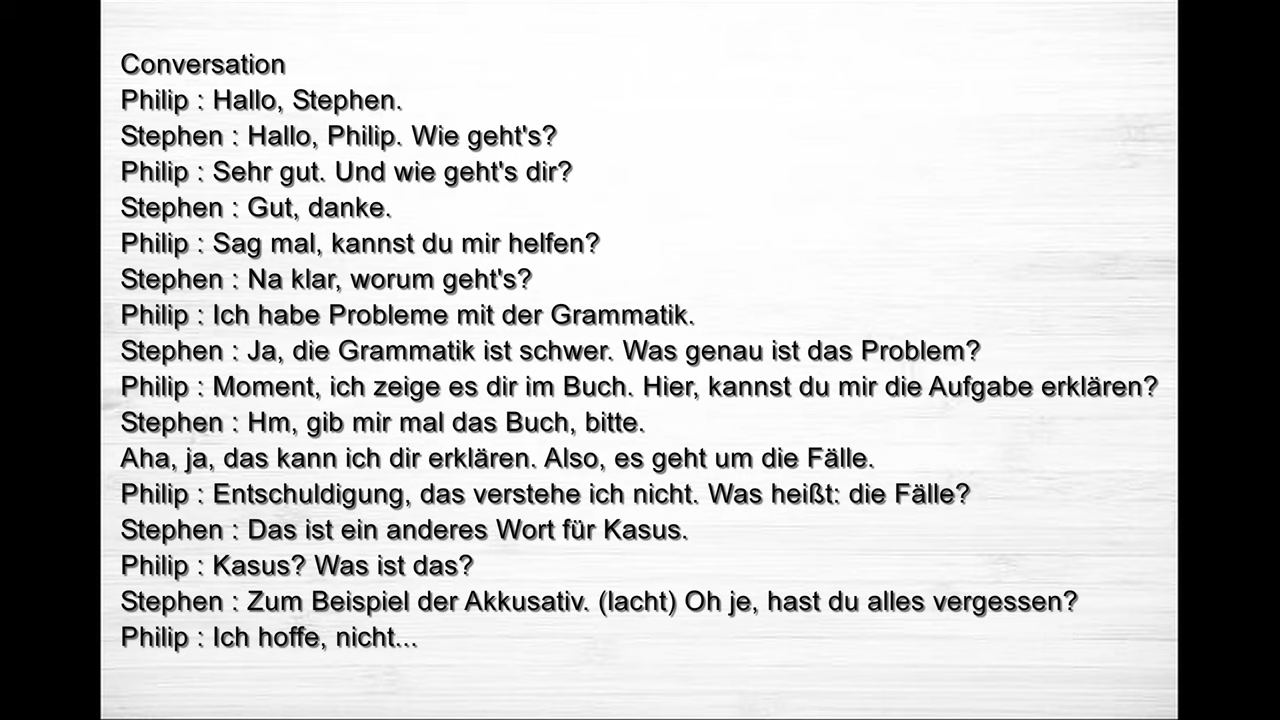 Conversation
Philip : Hallo, Stephen.
Stephen : Hallo, Philip. Wie geht's?
Philip : Sehr gut. Und wie geht's dir?
Stephen : Gut, danke.
Philip : Sag mal, kannst du mir helfen?
Stephen : Na klar, worum geht's?
Philip : Ich habe Probleme mit der Grammatik.
Stephen : Ja, die Grammatik ist schwer. Was genau ist das Problem?
Philip : Moment, ich zeige es dir im Buch. Hier, kannst du mir die Aufgabe erklären?
Stephen : Hm, gib mir mal das Buch, bitte.
Aha, ja, das kann ich dir erklären. Also, es geht um die Fälle.
Philip : Entschuldigung, das verstehe ich nicht. Was heißt: die Fälle?
Stephen : Das ist ein anderes Wort für Kasus.
Philip : Kasus? Was ist das?
Stephen : Zum Beispiel der Akkusativ. (lacht) Oh je, hast du alles vergessen?
Philip : Ich hoffe, nicht...